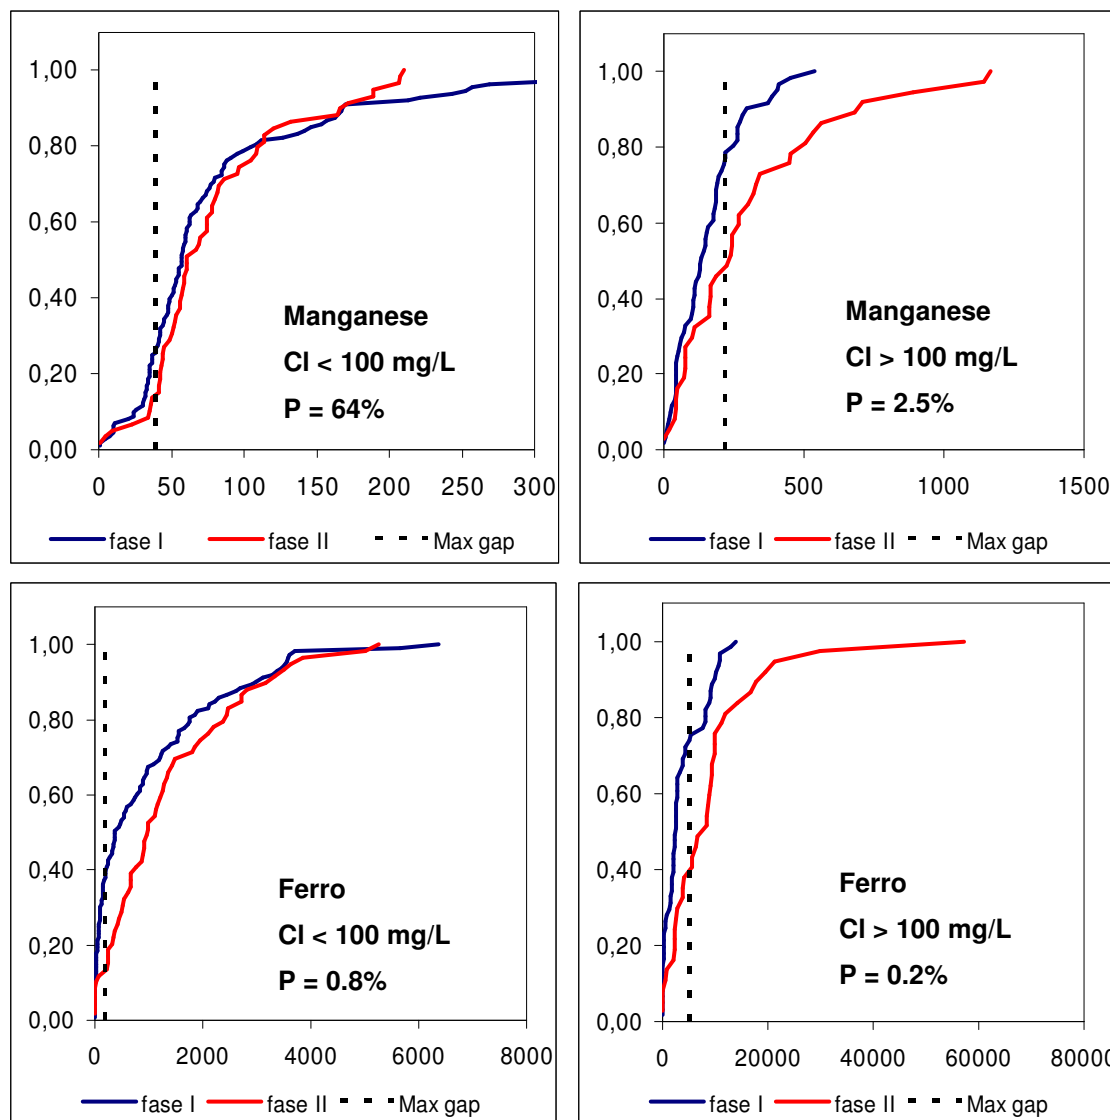 1,00
0,80
0,60
0,40
0,20
0,00
0 50 100 150 200 250 300
Manganese
Cl < 100 mg/L
P = 64%
fase I fase II Max gap
1,00
0,80
0,60
0,40
0,20
0,00
0 500 1000 1500
Manganese
Cl > 100 mg/L
P = 2.5%
fase I fase II Max gap
1,00
0,80
0,60
0,40
0,20
0,00
0 2000 4000 6000 8000
Ferro
Cl < 100 mg/L
P = 0.8%
fase I fase II Max gap
1,00
0,80
0,60
0,40
0,20
0,00
0 20000 40000 60000 80000
Ferro
Cl > 100 mg/L
P = 0.2%
fase I fase II Max gap